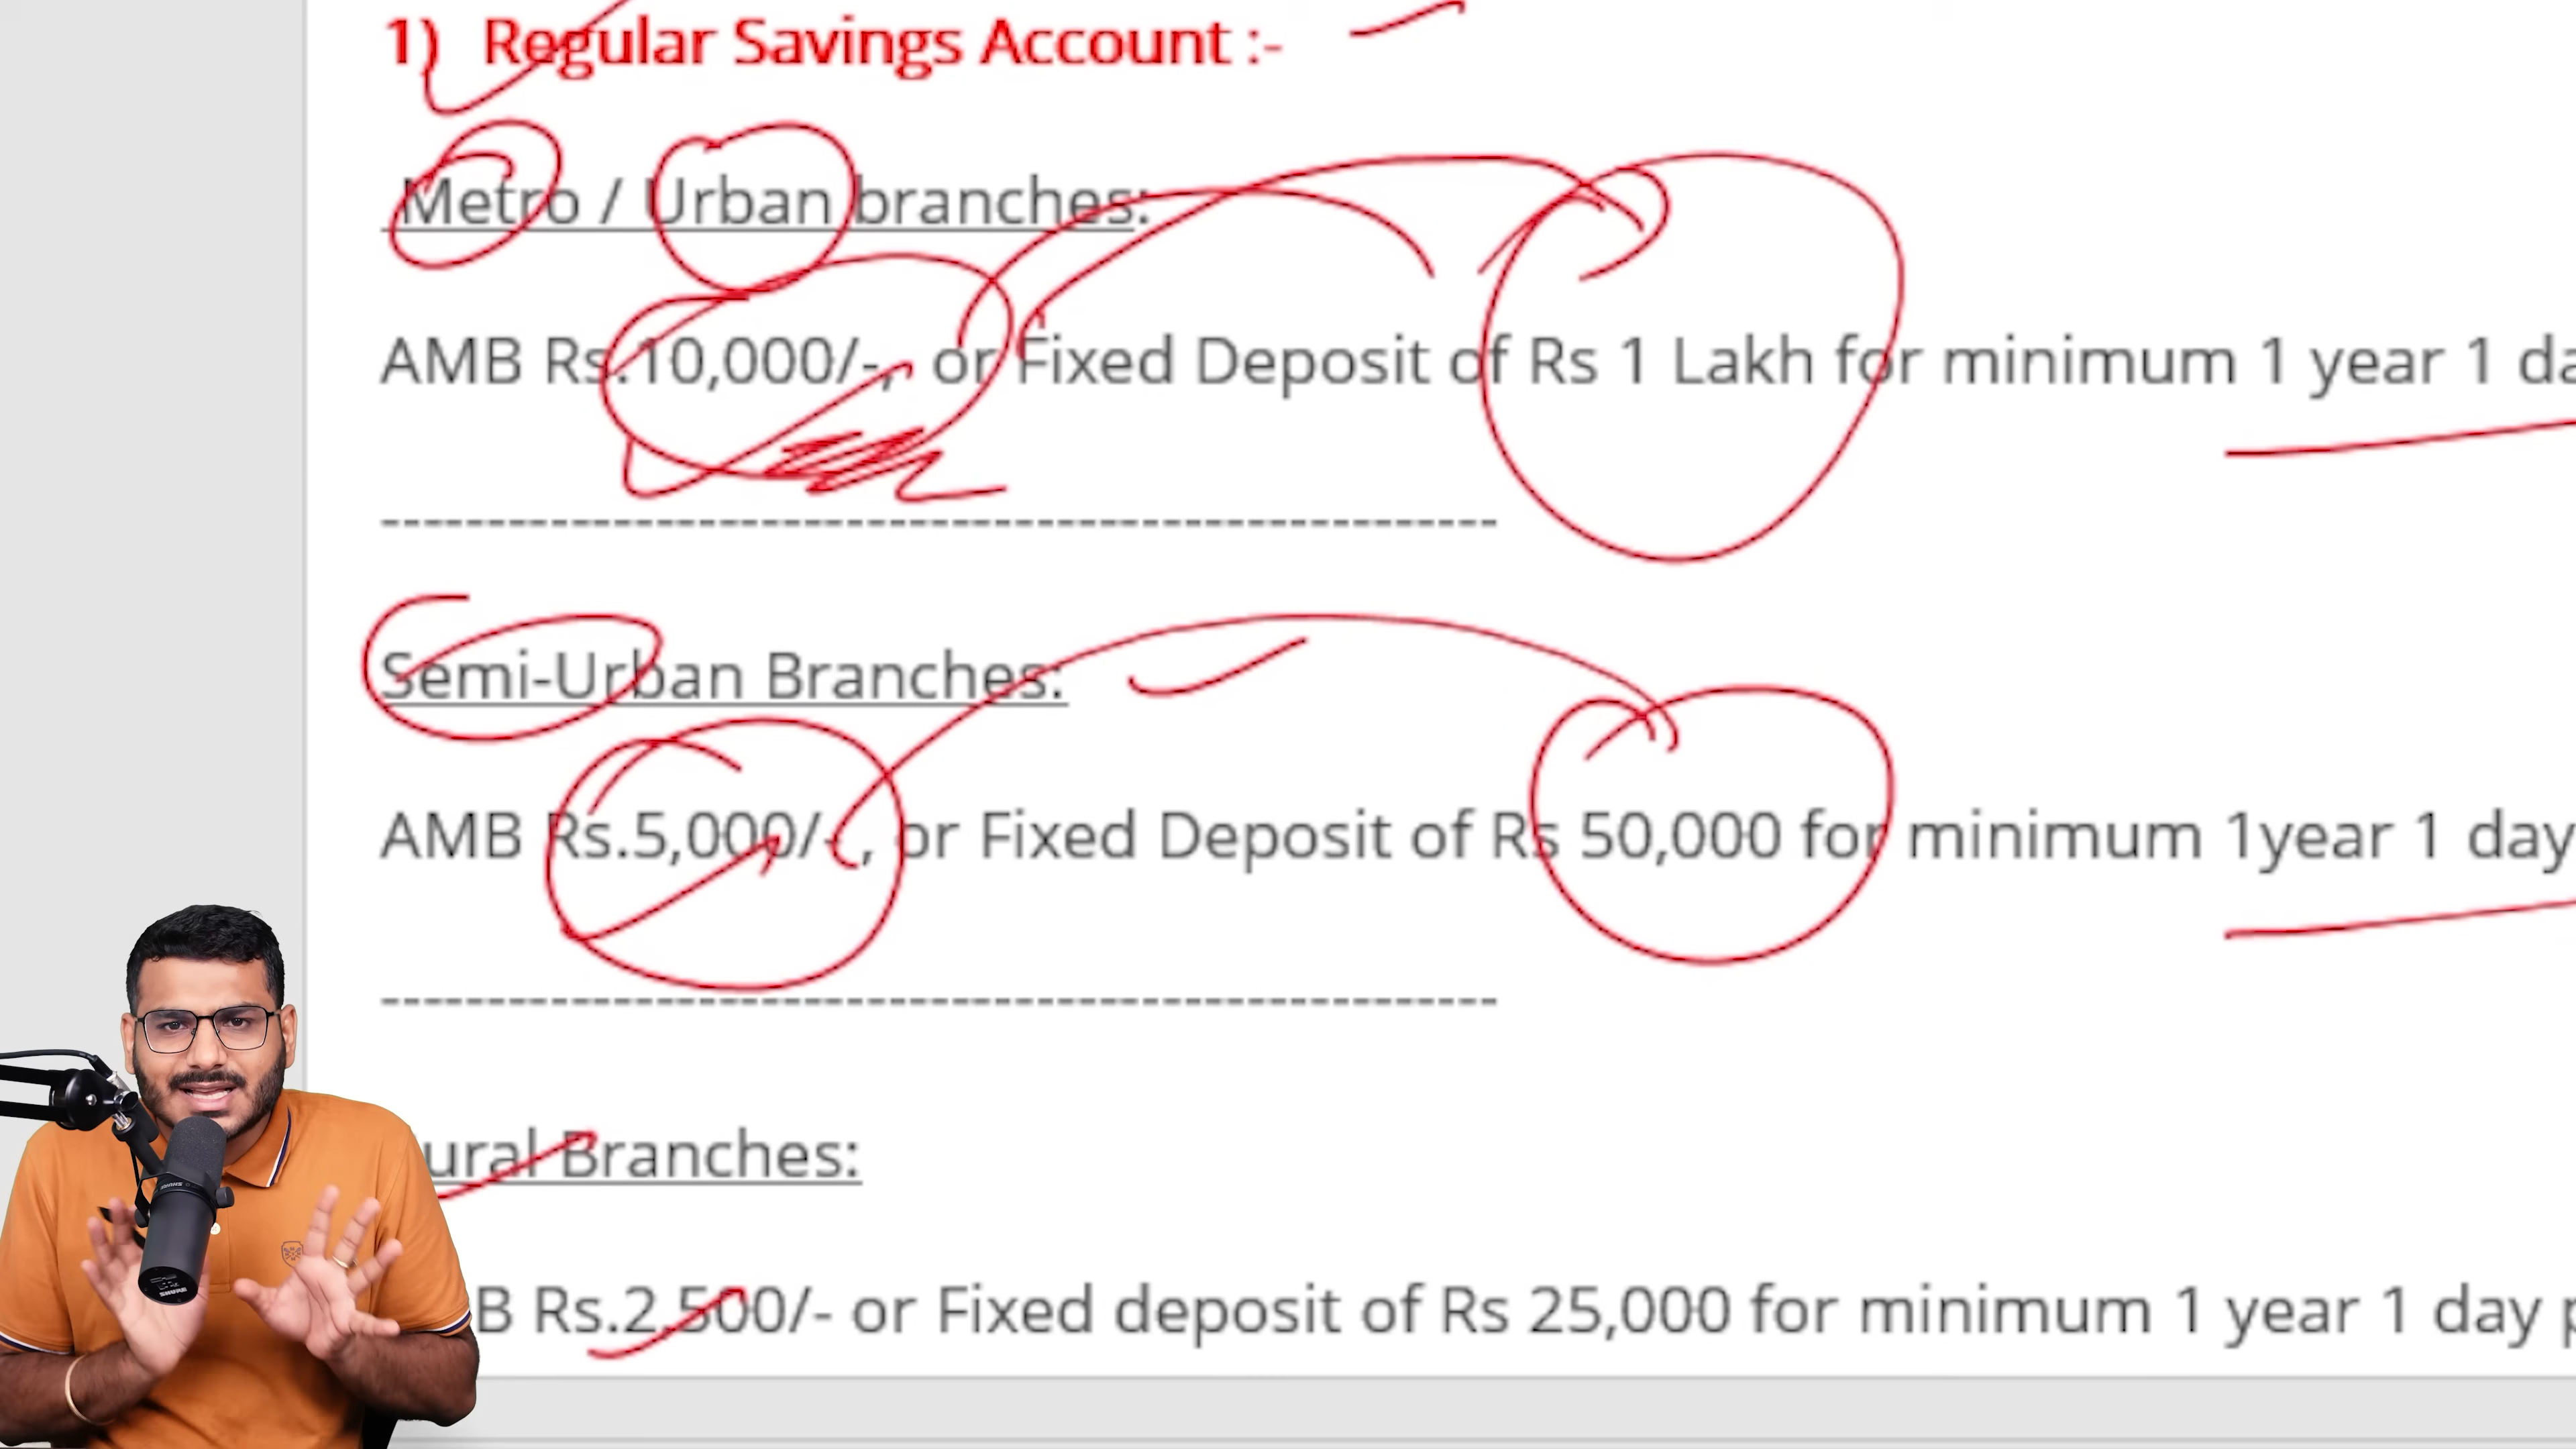 1) Regular Savings Account :-
Metro / Urban branches:
AMB Rs.10,000/-, or Fixed Deposit of Rs 1 Lakh for minimum 1 year 1
Semi-Urban Branches:
AMB Rs.5,000/-, or Fixed Deposit of Rs 50,000 for minimum 1year 1 day
Branches:
Rs.2,500/- or Fixed deposit of Rs 25,000 for minimum 1 year 1 day
SHURE